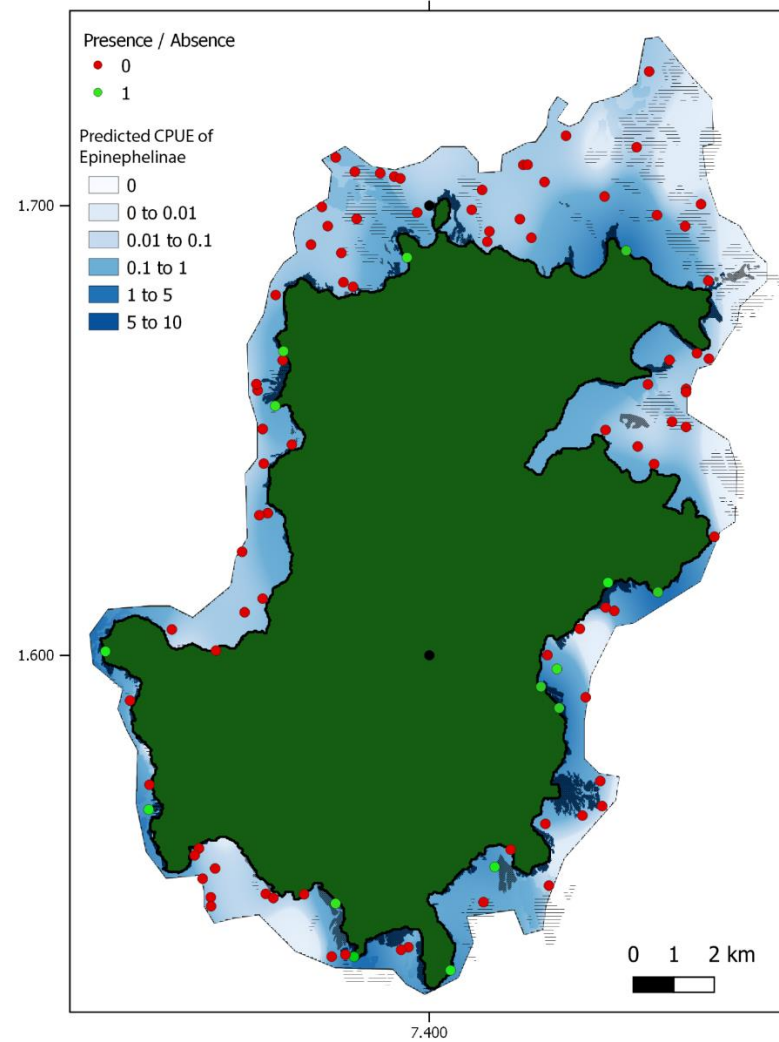 Presence / Absence
0
1
Predicted CPUE of
Epinephelinae
0
0 to 0.01
0.01 to 0.1
0.1 to 1
1 to 5
5 to 10
1.700
1.600
0 1 2 km
7.400